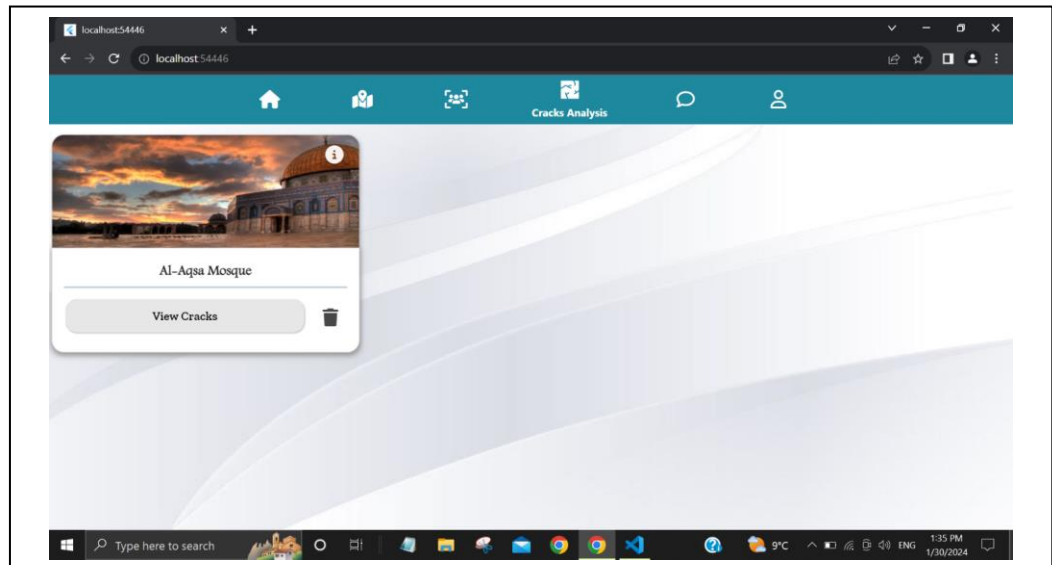 localhost:54446
localhost:54446
Cracks Analysis
Al-Aqsa Mosque
View Cracks
Type here to search
9°C
ENG
1:35 PM
1/30/2024